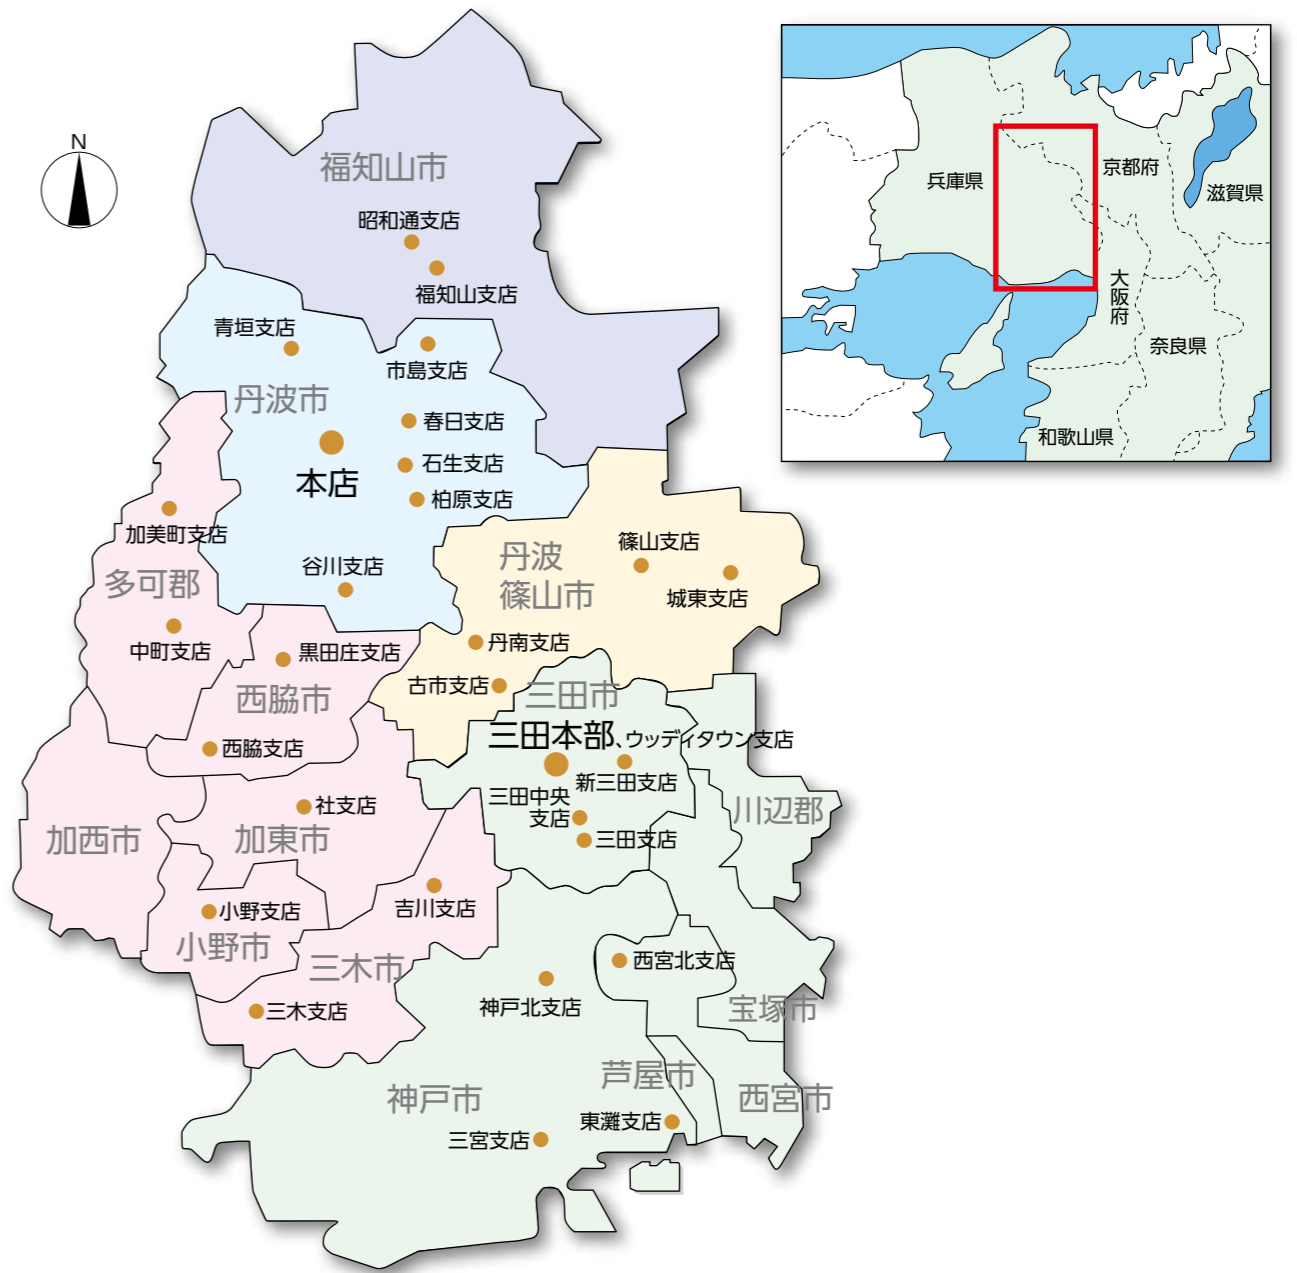 N
福知山市
昭和通支店
福知山支店
青垣支店
市島支店
丹波市
春日支店
本店
石生支店
柏原支店
加美町支店
谷川支店
多可郡
中町支店
丹波
篠山市
篠山支店
城東支店
丹南支店
古市支店
黒田庄支店
西脇市
西脇支店
三田市
三田本部、ウッディタウン支店
新三田支店
三田中央
支店
三田支店
川辺郡
加西市
社支店
加東市
吉川支店
小野支店
小野市
三木市
三木支店
西宮北支店
神戸北支店
宝塚市
芦屋市
神戸市
西宮市
東灘支店
三宮支店
兵庫県
京都府
滋賀県
大阪府
奈良県
和歌山県